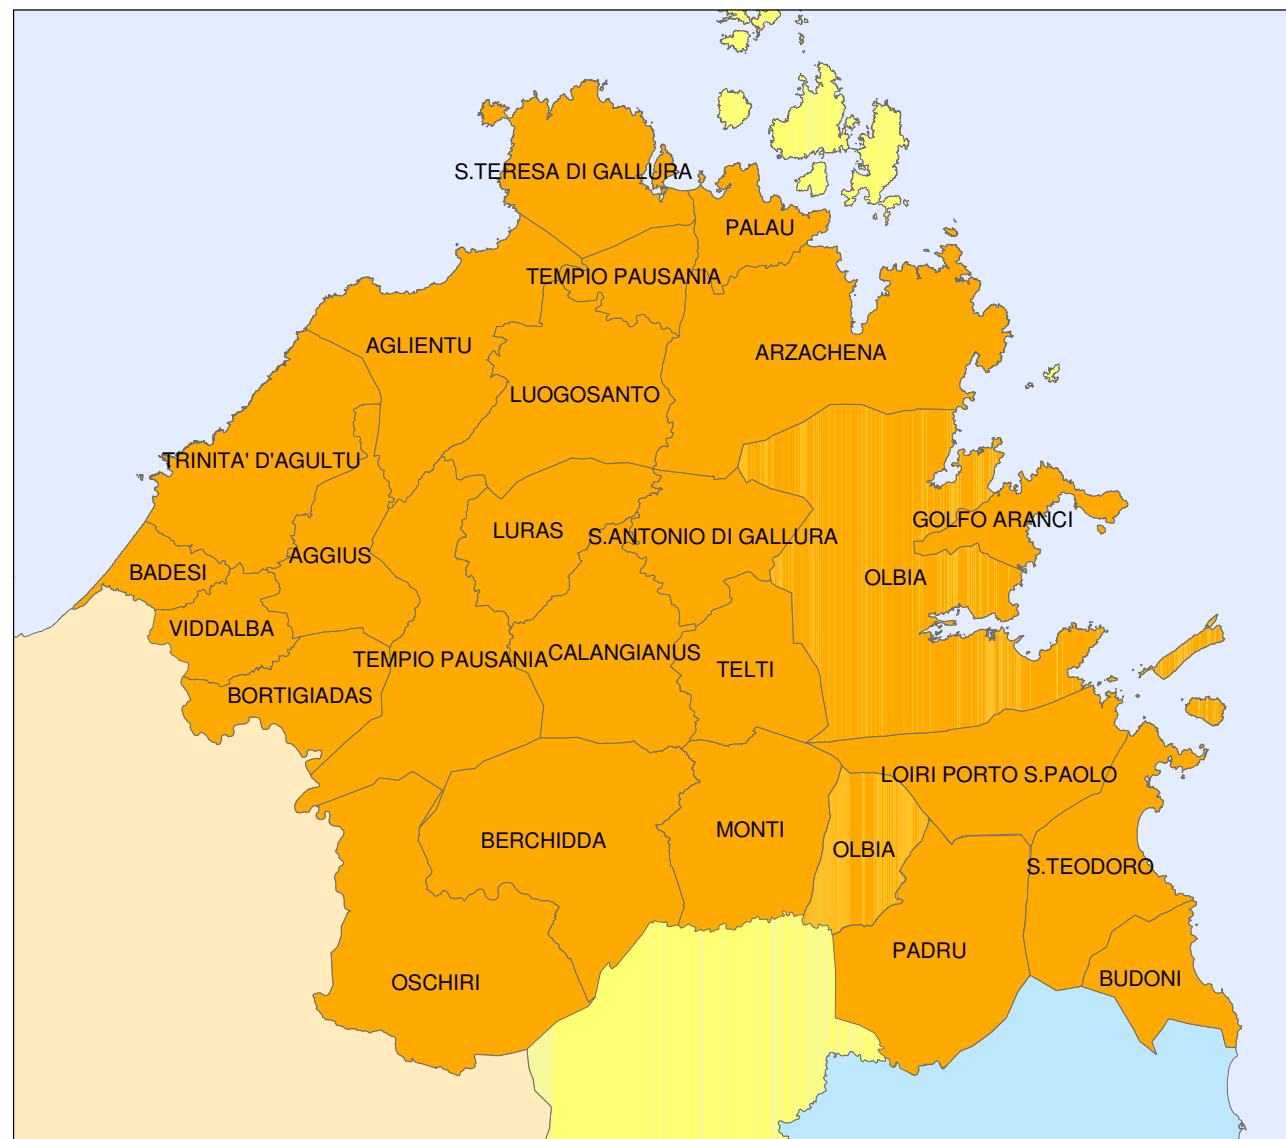 S.TERESA DI GALLURA
PALAU
TEMPIO PAUSANIA
AGLIENTU
ARZACHENA
LUOGOSANTO
TRINITA' D'AGULTU
GOLFO ARANCI
LURAS
S.ANTONIO DI GALLURA
AGGIUS
BADESI
OLBIA
VIDDALBA
CALANGIANUS
TEMPIO PAUSANIA
TELTI
BORTIGIADAS
LOIRI PORTO S.PAOLO
MONTI
BERCHIDDA
OLBIA
S.TEODORO
PADRU
BUDONI
OSCHIRI